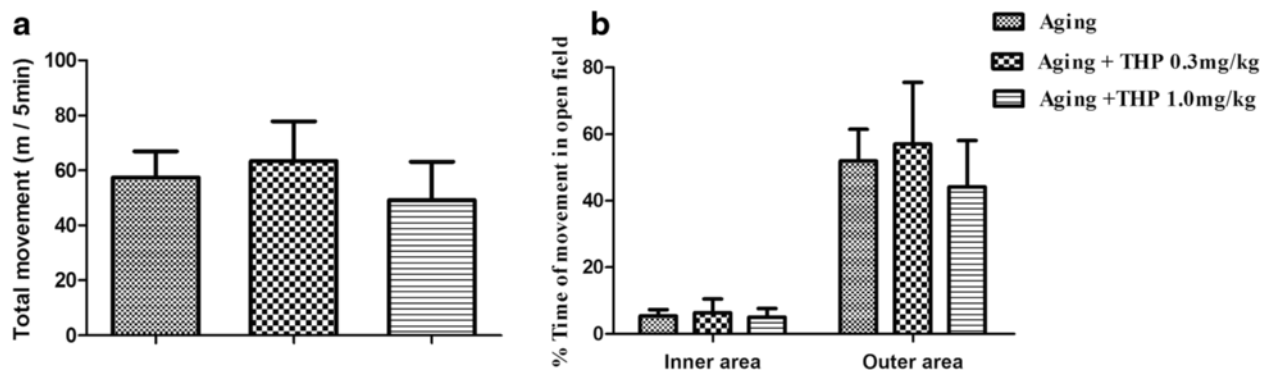 a
Total movement (m / 5min)
100
80
60
40
20
0
b
% Time of movement in open field
80
60
40
20
0
Inner area
Outer area
Aging
Aging + THP 0.3mg/kg
Aging +THP 1.0mg/kg